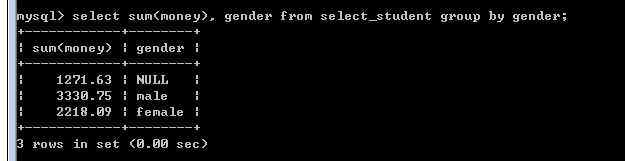 mysql> select sum(money), gender from select_student group by gender;
+------------+--------+
| sum(money) | gender |
+------------+--------+
|    1271.63 | NULL   |
|    3330.75 | male   |
|    2218.09 | female |
+------------+--------+
3 rows in set (0.00 sec)